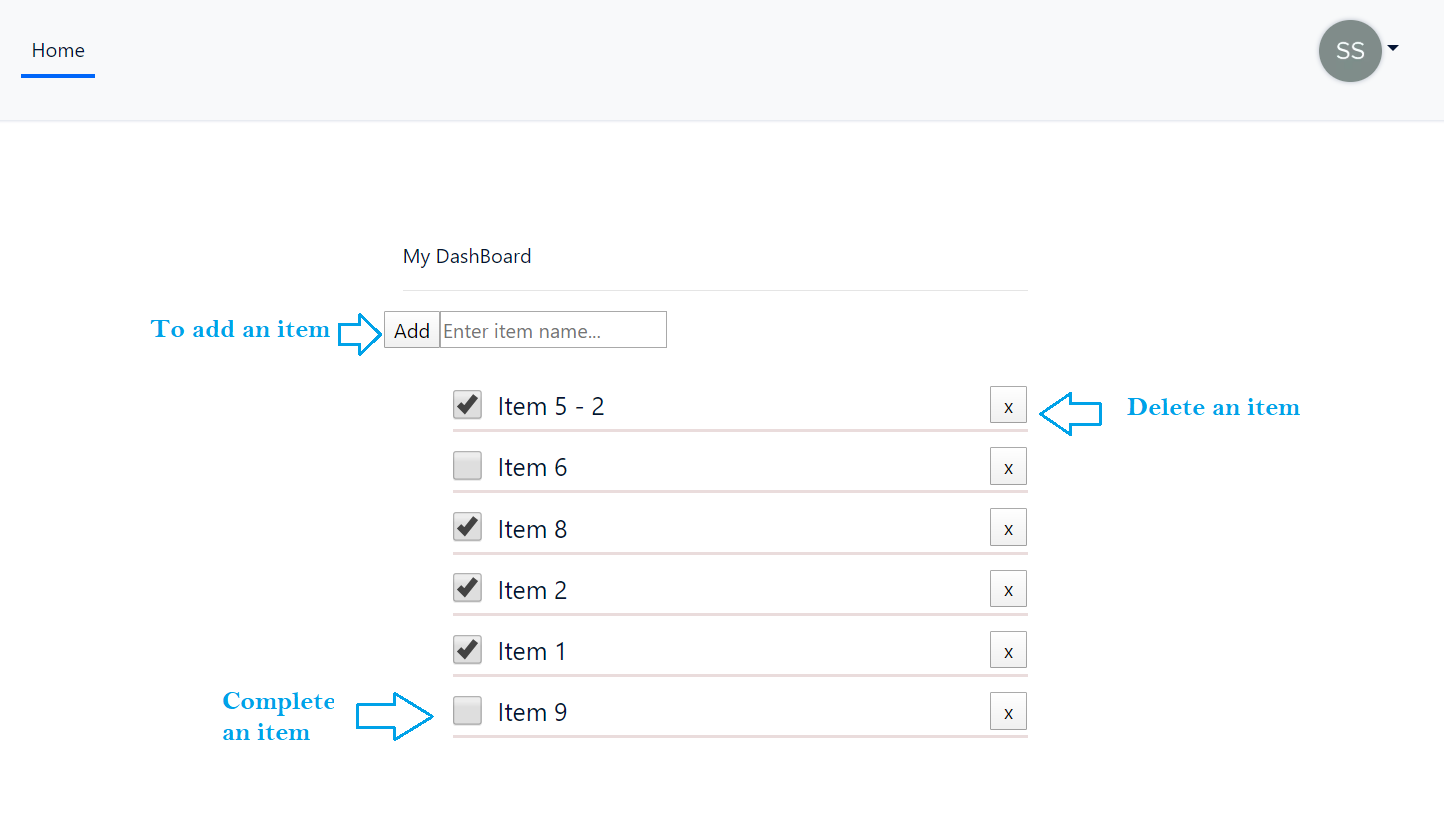 Home
SS
My DashBoard
To add an item
Add
Enter item name...
Item 5 - 2
x
Delete an item
Item 6
x
Item 8
x
Item 2
x
Item 1
x
Complete
an item
Item 9
x